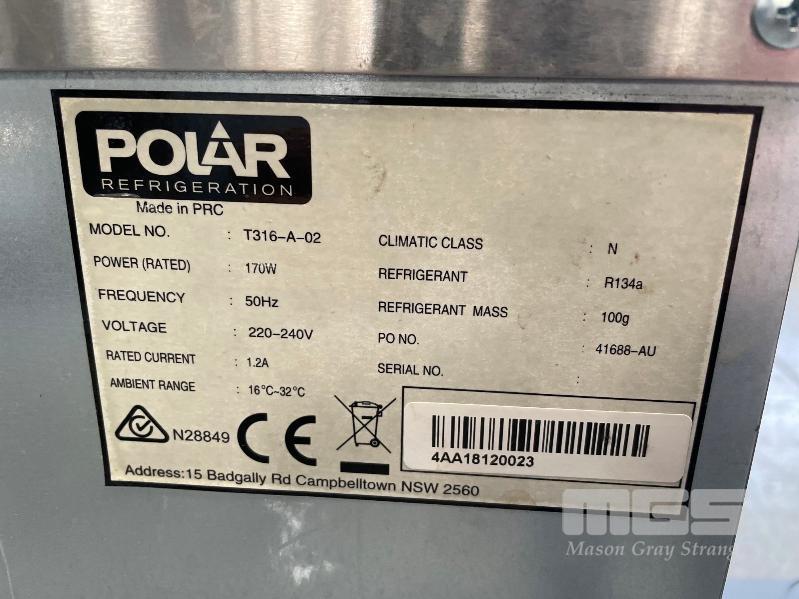 POLAR
REFRIGERATION
Made in PRC
MODEL NO. : T316-A-02
POWER (RATED) : 170W
FREQUENCY : 50Hz
VOLTAGE : 220-240V
RATED CURRENT : 1.2A
AMBIENT RANGE : 16°C~32°C
CLIMATIC CLASS : N
REFRIGERANT : R134a
REFRIGERANT MASS : 100g
PO NO. : 41688-AU
SERIAL NO. :
N28849
CE
4AA18120023
Address:15 Badgally Rd Campbelltown NSW 2560
MGS
Mason Gray Strang